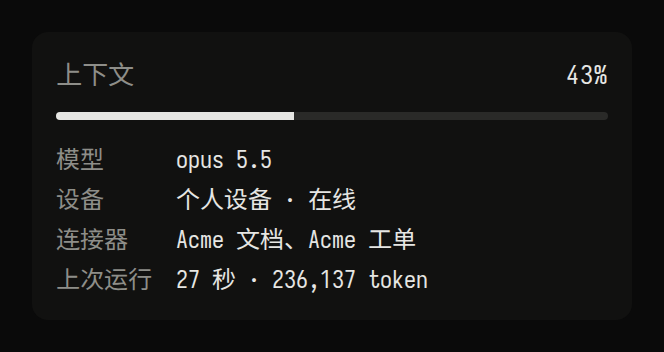 上下文 43%
模型 opus 5.5
设备 个人设备 · 在线
连接器 Acme 文档、Acme 工单
上次运行 27 秒 · 236,137 token